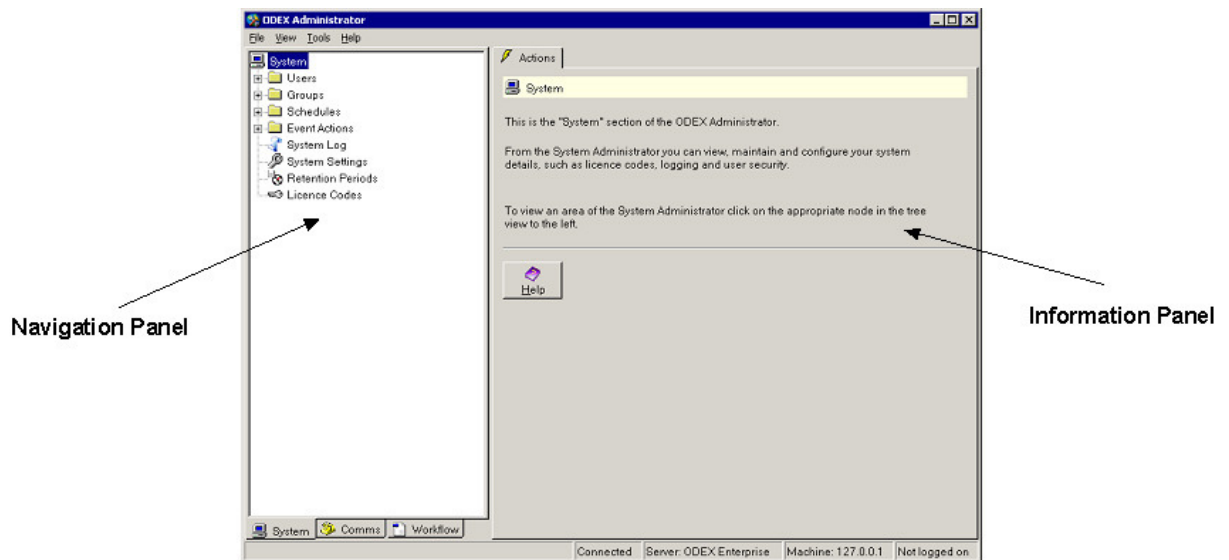 ODEX Administrator
File View Tools Help
System
Users
Groups
Schedules
Event Actions
System Log
System Settings
Retention Periods
Licence Codes
Actions
System
This is the "System" section of the ODEX Administrator.
From the System Administrator you can view, maintain and configure your system
details, such as licence codes, logging and user security.
To view an area of the System Administrator click on the appropriate node in the tree
view to the left.
Help
Navigation Panel
Information Panel
System Comms Workflow
Connected Server: ODEX Enterprise Machine: 127.0.0.1 Not logged on